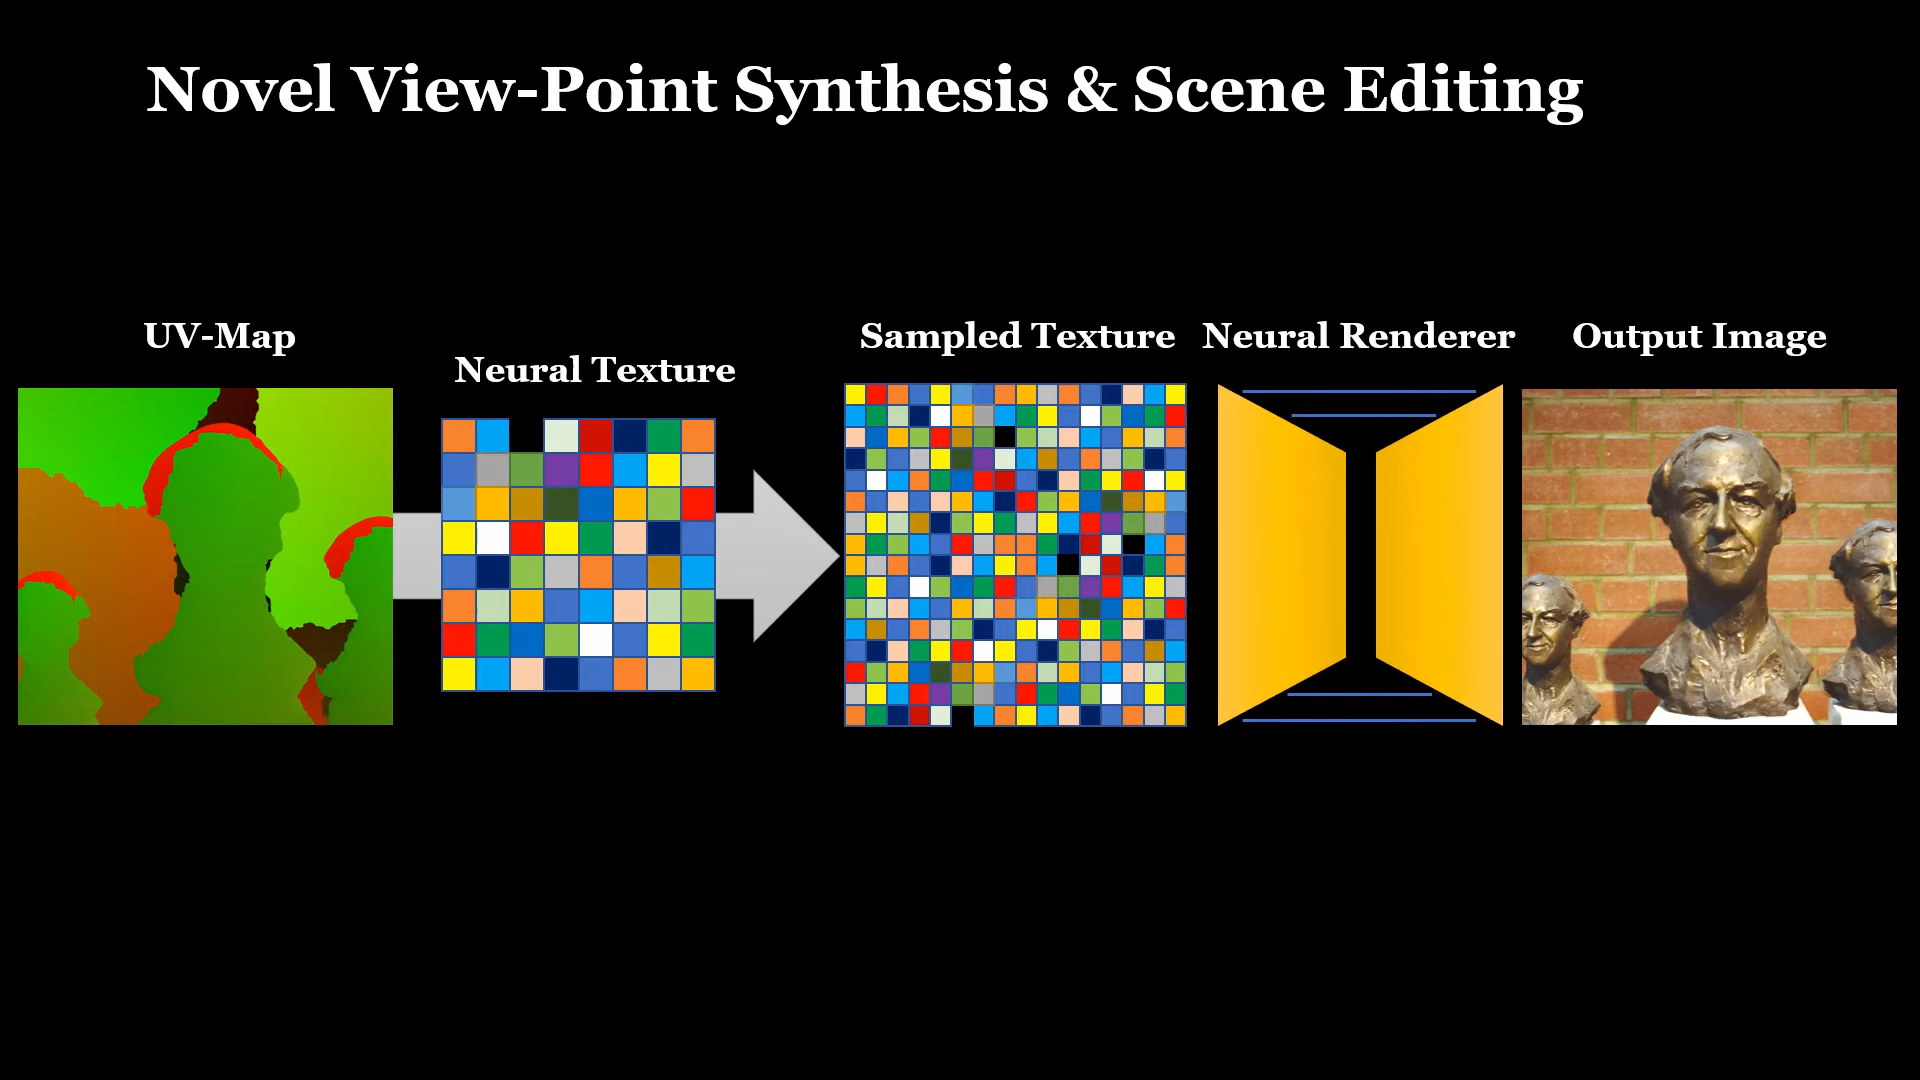 Novel View-Point Synthesis & Scene Editing
UV-Map
Neural Texture
Sampled Texture
Neural Renderer
Output Image